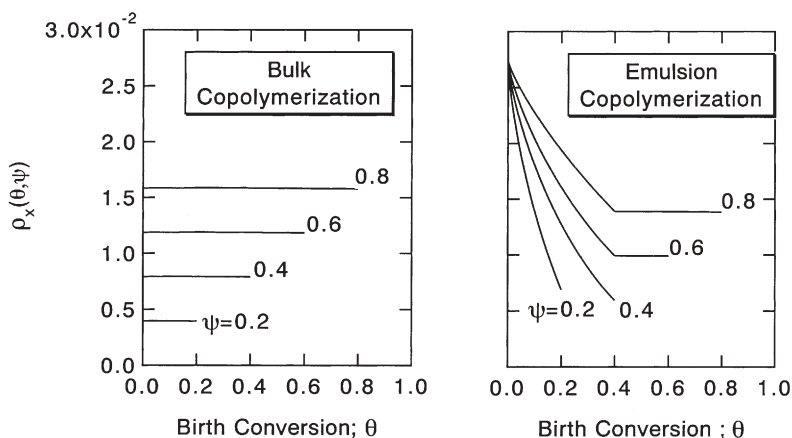 3.0x10⁻²
2.5
2.0
1.5
1.0
0.5
0.0
ρₓ(θ,ψ)
Bulk
Copolymerization
0.8
0.6
0.4
ψ=0.2
0.0 0.2 0.4 0.6 0.8 1.0
Birth Conversion; θ
Emulsion
Copolymerization
0.8
0.6
ψ=0.2 0.4
0.0 0.2 0.4 0.6 0.8 1.0
Birth Conversion ; θ